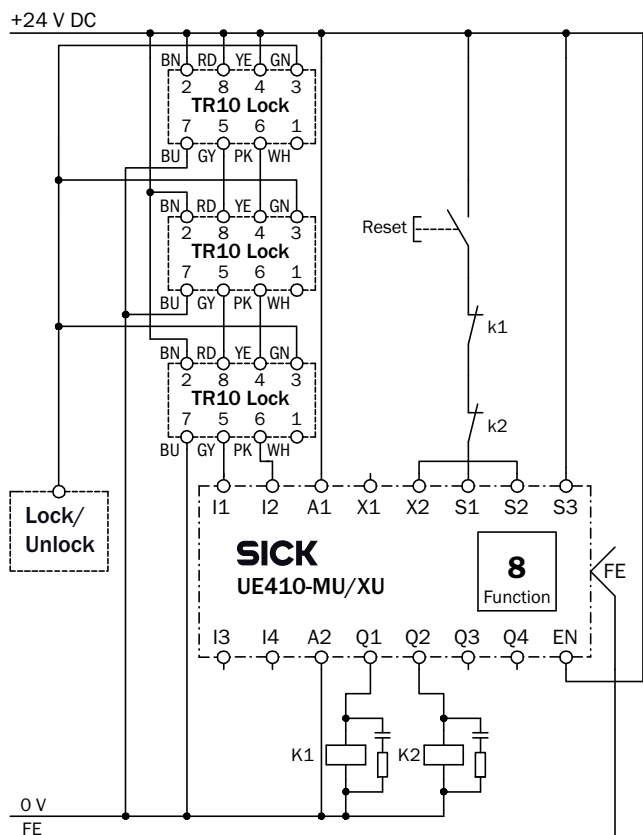 +24 V DC
BN RD YE GN
2 8 4 3
TR10 Lock
7 5 6 1
BU GY PK WH
BN RD YE GN
2 8 4 3
TR10 Lock
7 5 6 1
BU GY PK WH
BN RD YE GN
2 8 4 3
TR10 Lock
7 5 6 1
BU GY PK WH
Reset
k1
k2
Lock/
Unlock
I1 I2 A1 X1 X2 S1 S2 S3
SICK
UE410-MU/XU
8
Function
FE
I3 I4 A2 Q1 Q2 Q3 Q4 EN
K1 K2
0 V
FE